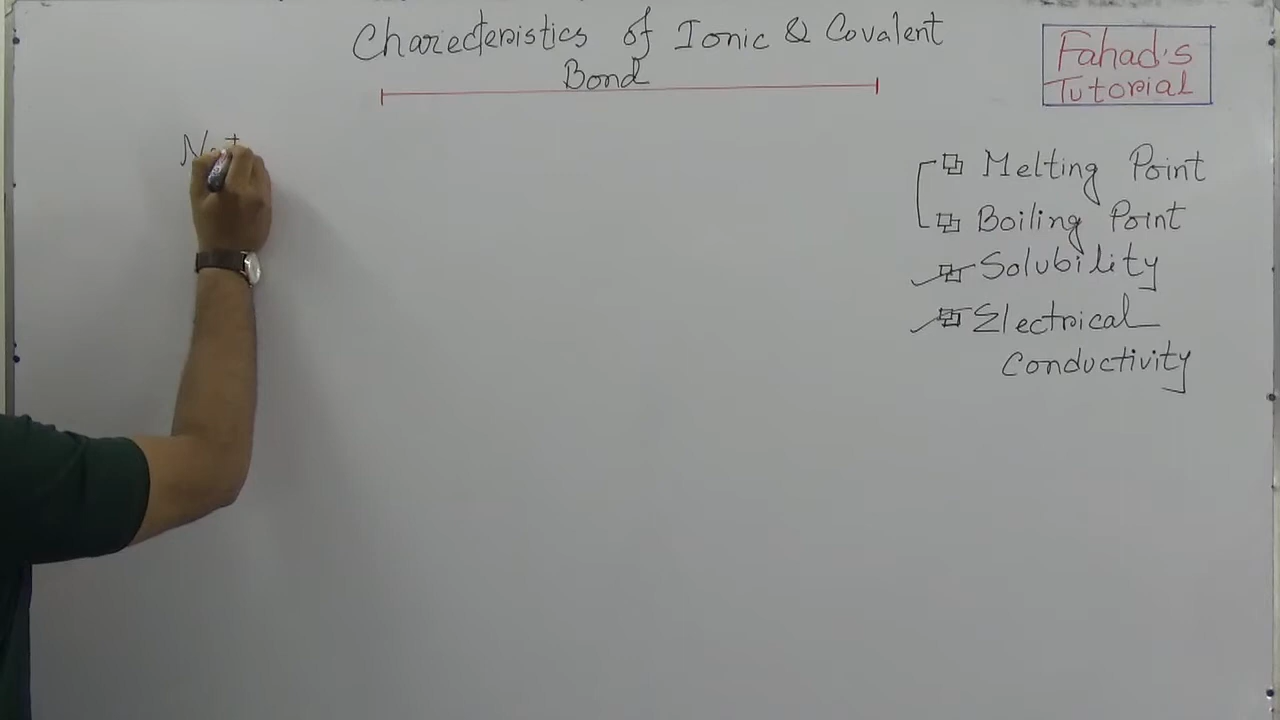 Charecteristics of Ionic & Covalent
Bond
Fahad's
Tutorial
Melting Point
Boiling Point
Solubility
Electrical
Conductivity